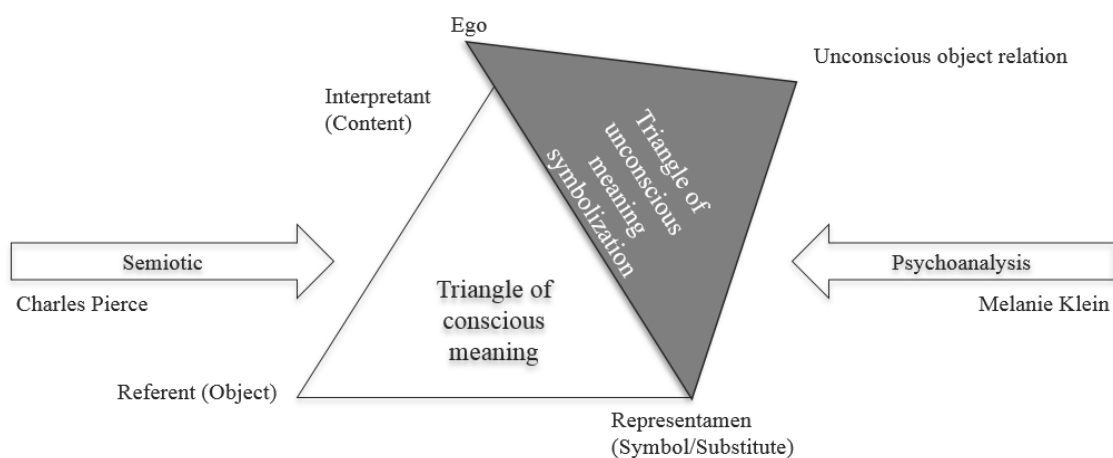 Ego
Unconscious object relation
Interpretant
(Content)
Triangle of
unconscious
meaning
symbolization
Semiotic
Psychoanalysis
Charles Pierce
Melanie Klein
Triangle of
conscious
meaning
Referent (Object)
Representamen
(Symbol/Substitute)